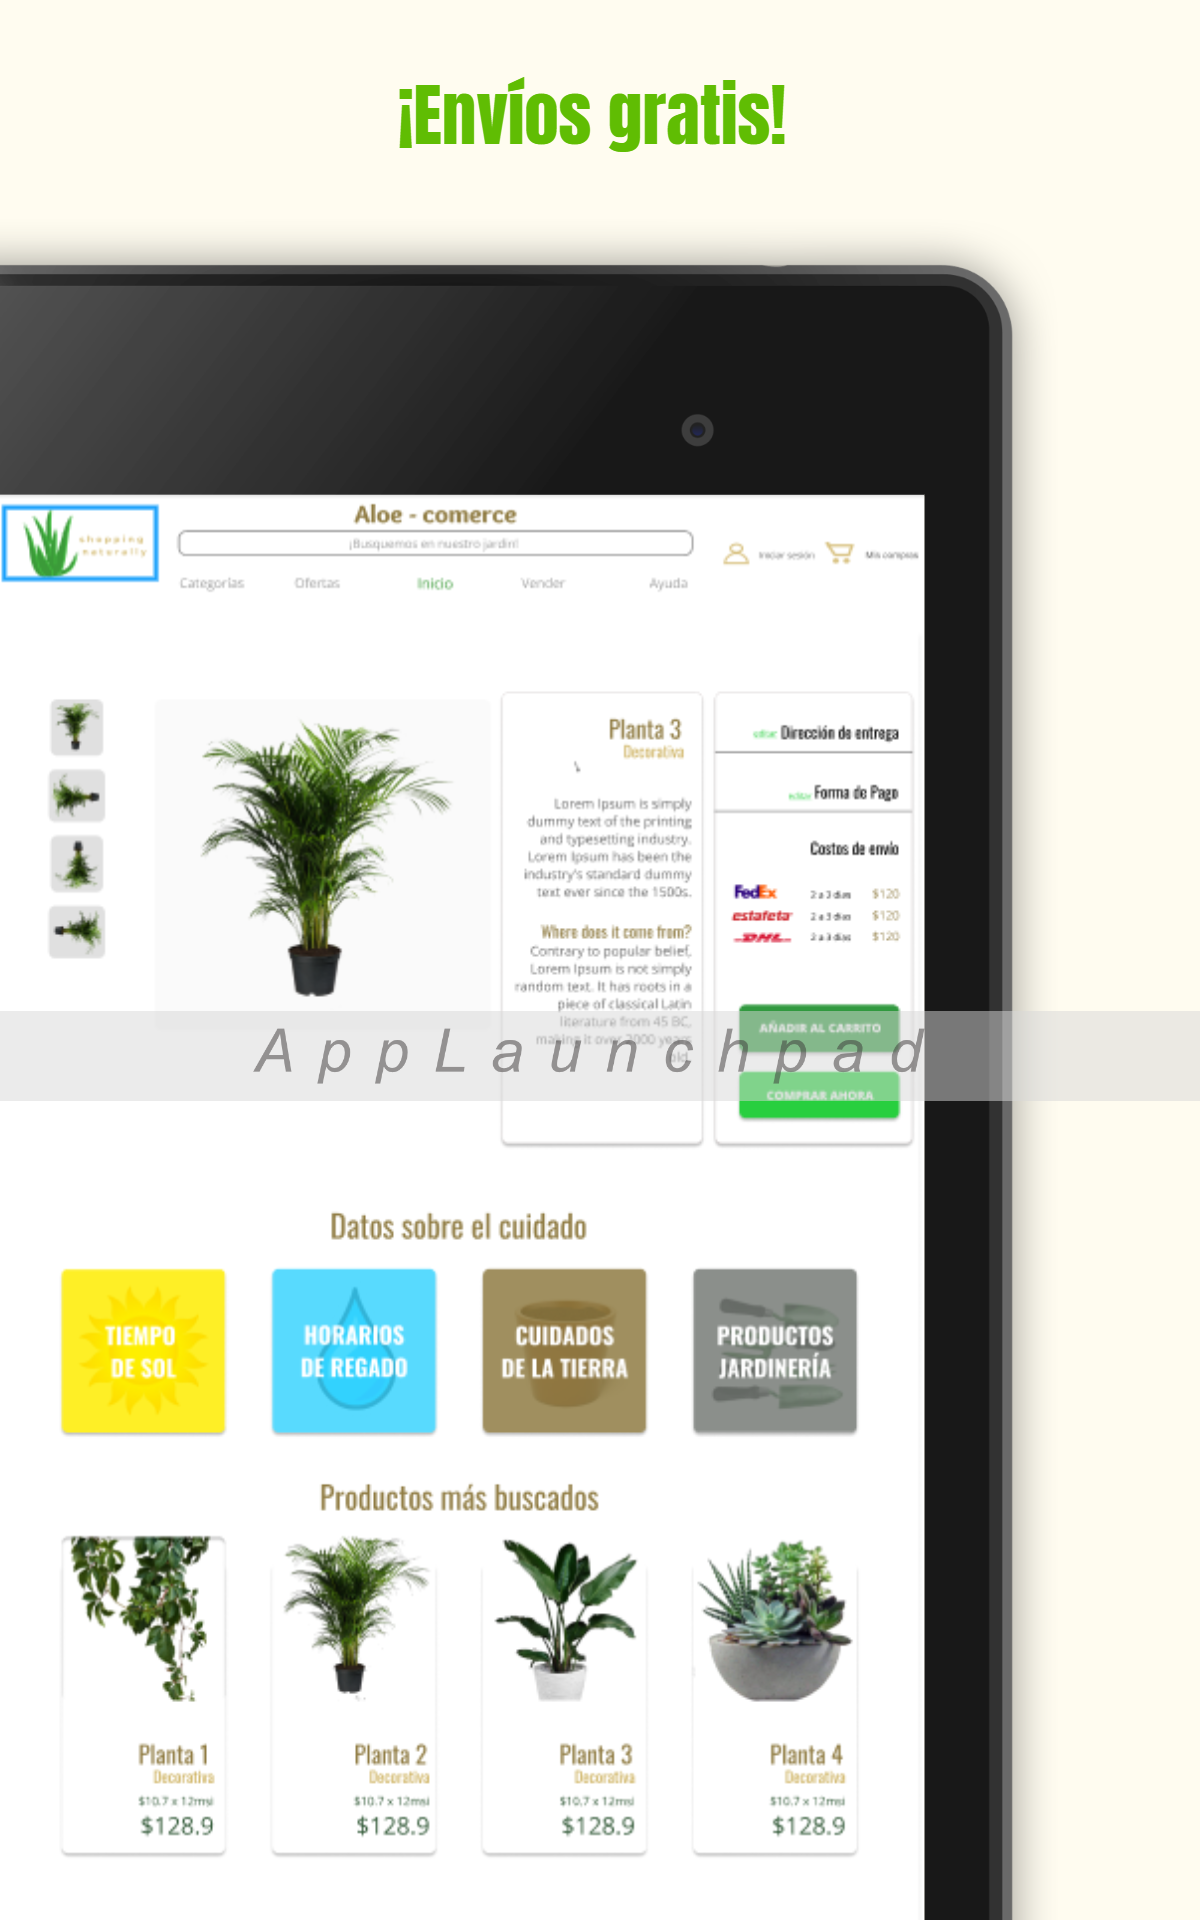 ¡Envíos gratis!
shopping
naturally
Aloe - comerce
¡Busquemos en nuestro jardin!
Categorías Ofertas Inicio Vender Ayuda
Iniciar sesión Mis compras
Planta 3
Decorativa
Lorem Ipsum is simply
dummy text of the printing
and typesetting industry.
Lorem Ipsum has been the
industry's standard dummy
text ever since the 1500s.
Where does it come from?
Contrary to popular belief,
Lorem Ipsum is not simply
random text. It has roots in a
piece of classical Latin
literature from 45 BC,
making it over 2000 years
old.
editar Dirección de entrega
editar Forma de Pago
Costos de envío
FedEx 2 a 3 días $120
estafeta 2 a 3 días $120
DHL 2 a 3 días $120
AÑADIR AL CARRITO
COMPRAR AHORA
AppLaunchpad
Datos sobre el cuidado
TIEMPO
DE SOL
HORARIOS
DE REGADO
CUIDADOS
DE LA TIERRA
PRODUCTOS
JARDINERÍA
Productos más buscados
Planta 1
Decorativa
$10.7 x 12msi
$128.9
Planta 2
Decorativa
$10.7 x 12msi
$128.9
Planta 3
Decorativa
$10.7 x 12msi
$128.9
Planta 4
Decorativa
$10.7 x 12msi
$128.9